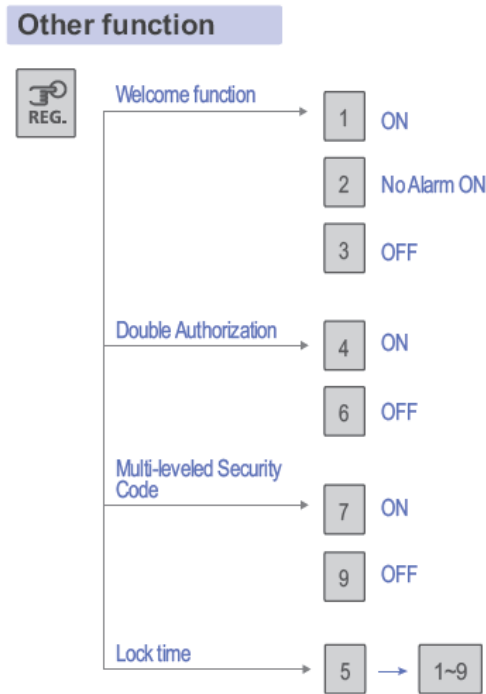 Other function
REG.
Welcome function
1 ON
2 No Alarm ON
3 OFF
Double Authorization
4 ON
6 OFF
Multi-leveled Security
Code
7 ON
9 OFF
Lock time
5 → 1~9